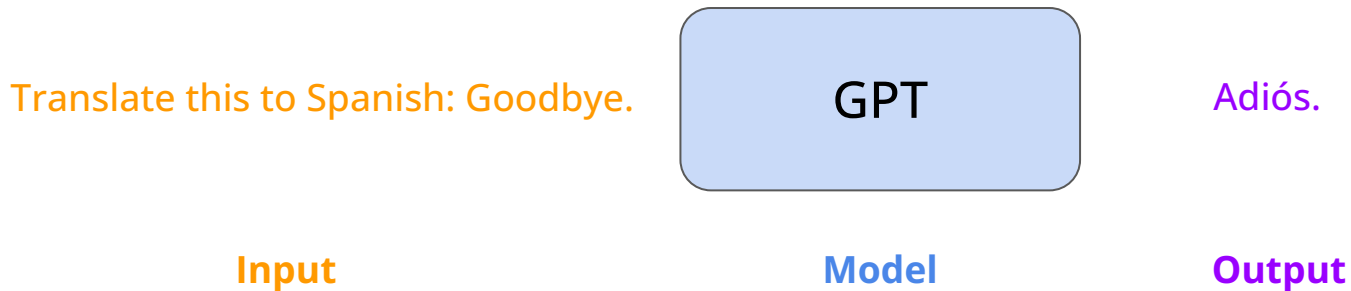 Translate this to Spanish: Goodbye.
GPT
Adiós.
Input
Model
Output